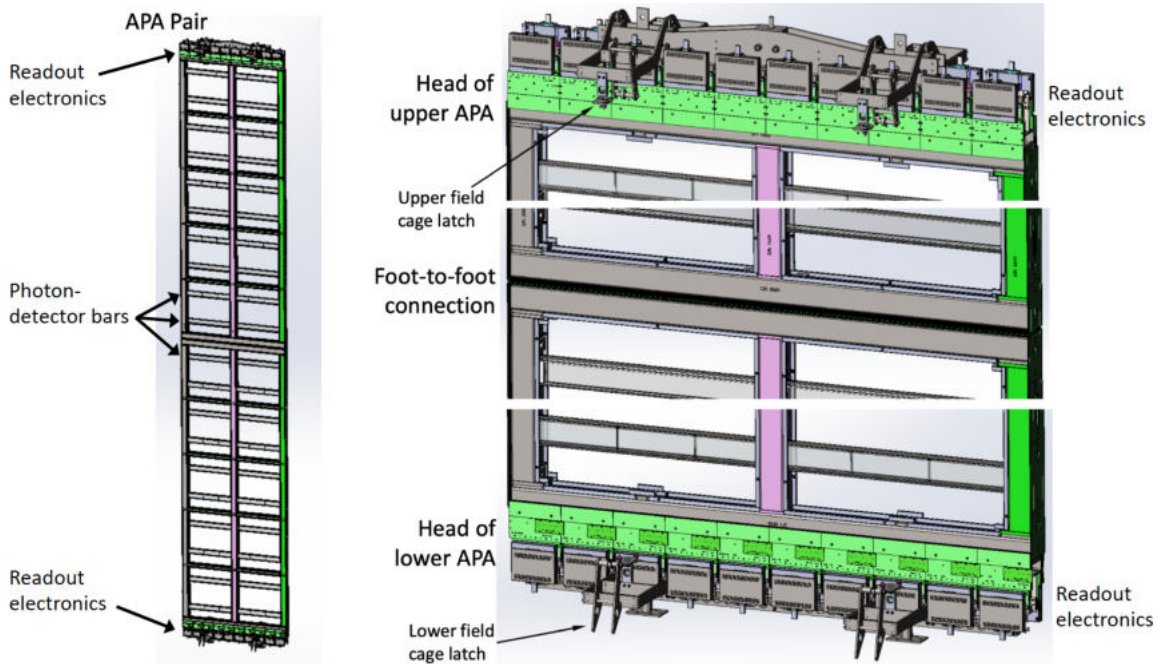 APA Pair
Readout
electronics
Photon-
detector bars
Readout
electronics
Head of
upper APA
Readout
electronics
Upper field
cage latch
Foot-to-foot
connection
Head of
lower APA
Lower field
cage latch
Readout
electronics